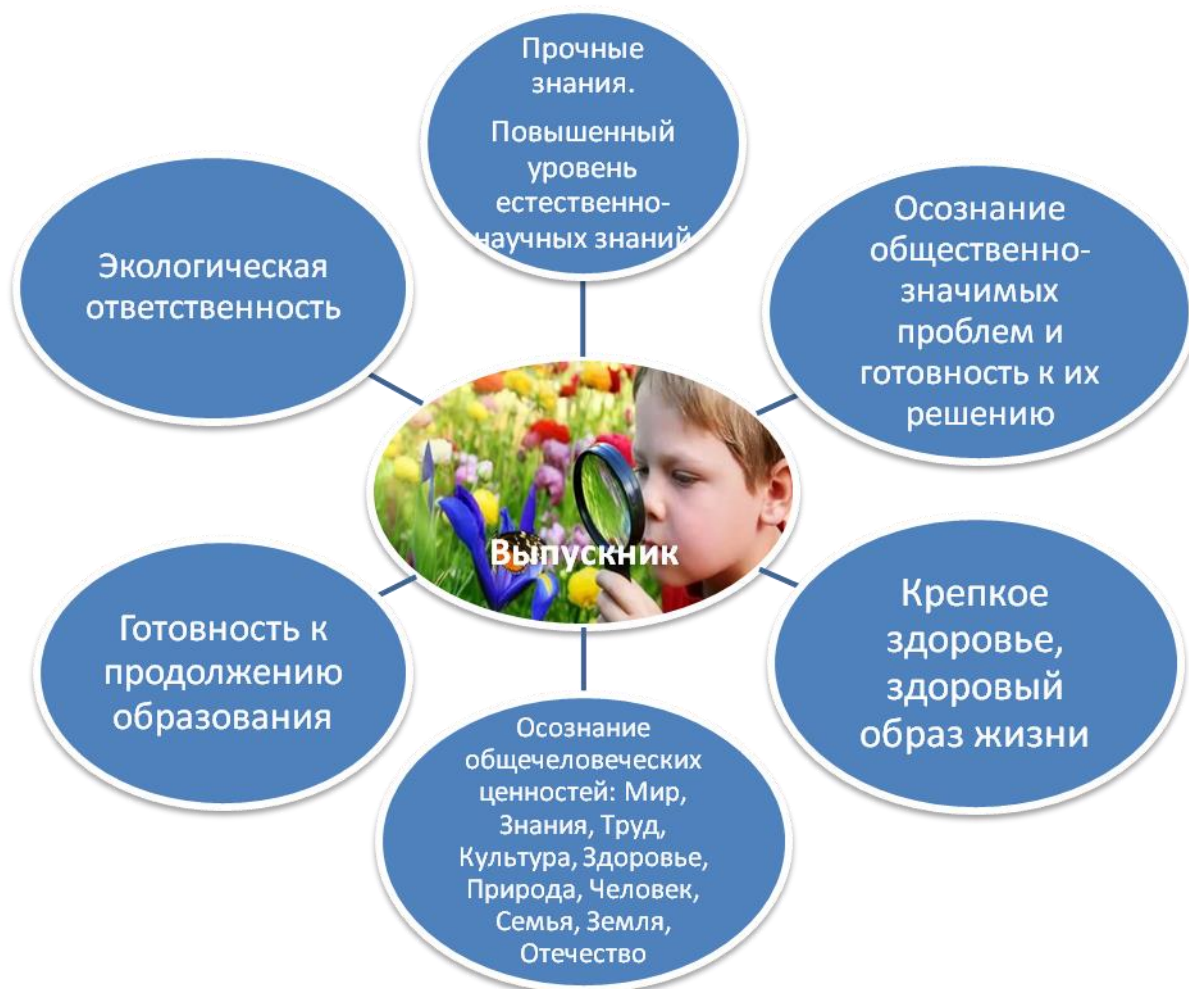 Прочные
знания.
Повышенный
уровень
естественно-
научных знаний
Осознание
общественно-
значимых
проблем и
готовность к их
решению
Крепкое
здоровье,
здоровый
образ жизни
Осознание
общечеловеческих
ценностей: Мир,
Знания, Труд,
Культура, Здоровье,
Природа, Человек,
Семья, Земля,
Отечество
Готовность к
продолжению
образования
Экологическая
ответственность
Выпускник